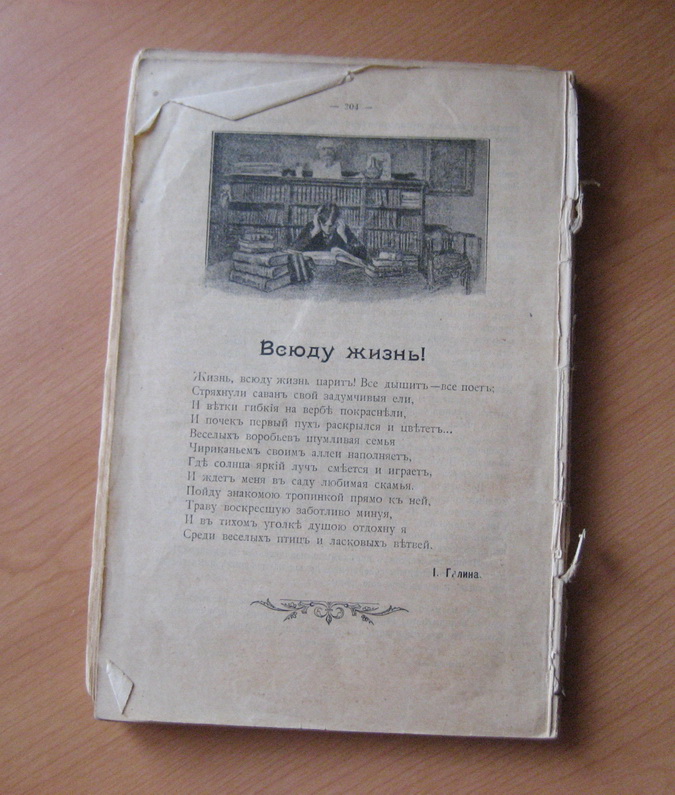 — 204 —
Всюду жизнь!
Жизнь, всюду жизнь царитъ! Все дышитъ—все поетъ;
Стряхнули саванъ свой задумчивыя ели,
И вѣтки гибкія на вербѣ покраснѣли,
И почекъ первый пухъ раскрылся и цвѣтетъ...
Веселыхъ воробьевъ шумливая семья
Чириканьемъ своимъ аллеи наполняетъ,
Гдѣ солнца яркій лучъ смѣется и играетъ,
И ждетъ меня въ саду любимая скамья.
Пойду знакомою тропинкой прямо къ ней,
Траву воскресшую заботливо минуя,
И въ тихомъ уголкѣ душою отдохну я
Среди веселыхъ птицъ и ласковыхъ вѣтвей.
І. Гălина.